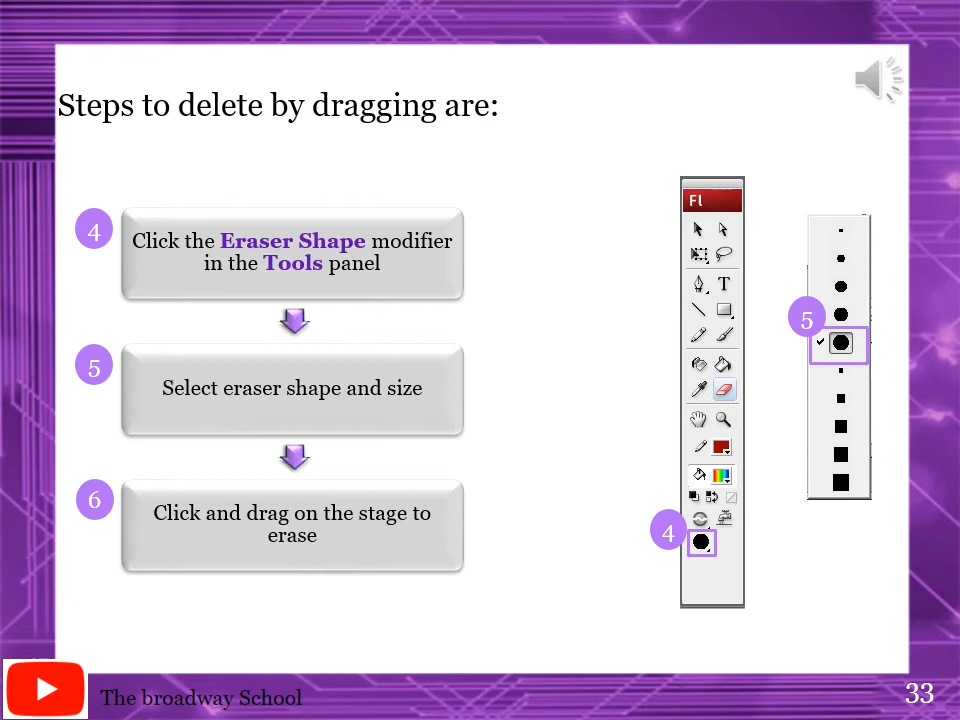 Steps to delete by dragging are:
4
Click the Eraser Shape modifier
in the Tools panel
5
Select eraser shape and size
6
Click and drag on the stage to
erase
Fl
T
4
5
The broadway School
33